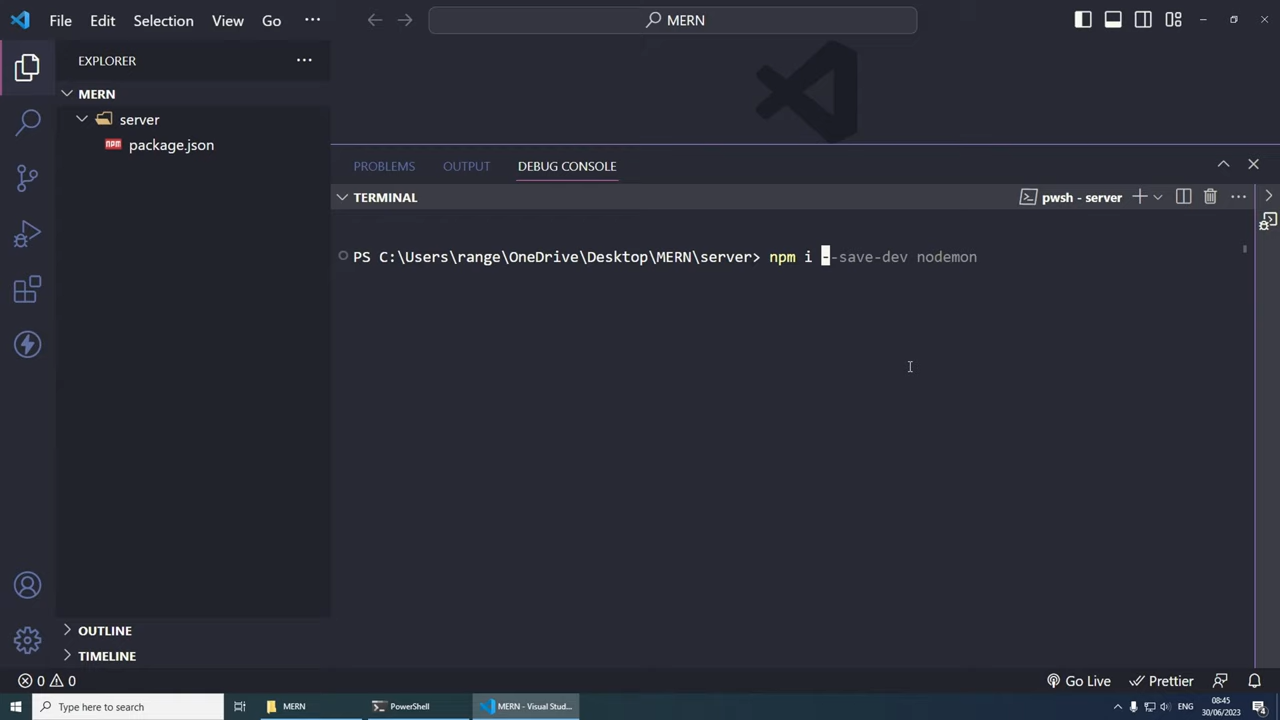 File Edit Selection View Go ··· MERN
EXPLORER ···
MERN
server
npm package.json
PROBLEMS OUTPUT DEBUG CONSOLE
TERMINAL pwsh - server ···
PS C:\Users\range\OneDrive\Desktop\MERN\server> npm i --save-dev nodemon
OUTLINE
TIMELINE
0 0 Go Live Prettier
Type here to search MERN PowerShell MERN - Visual Stud... ENG 08:45 30/06/2023 4